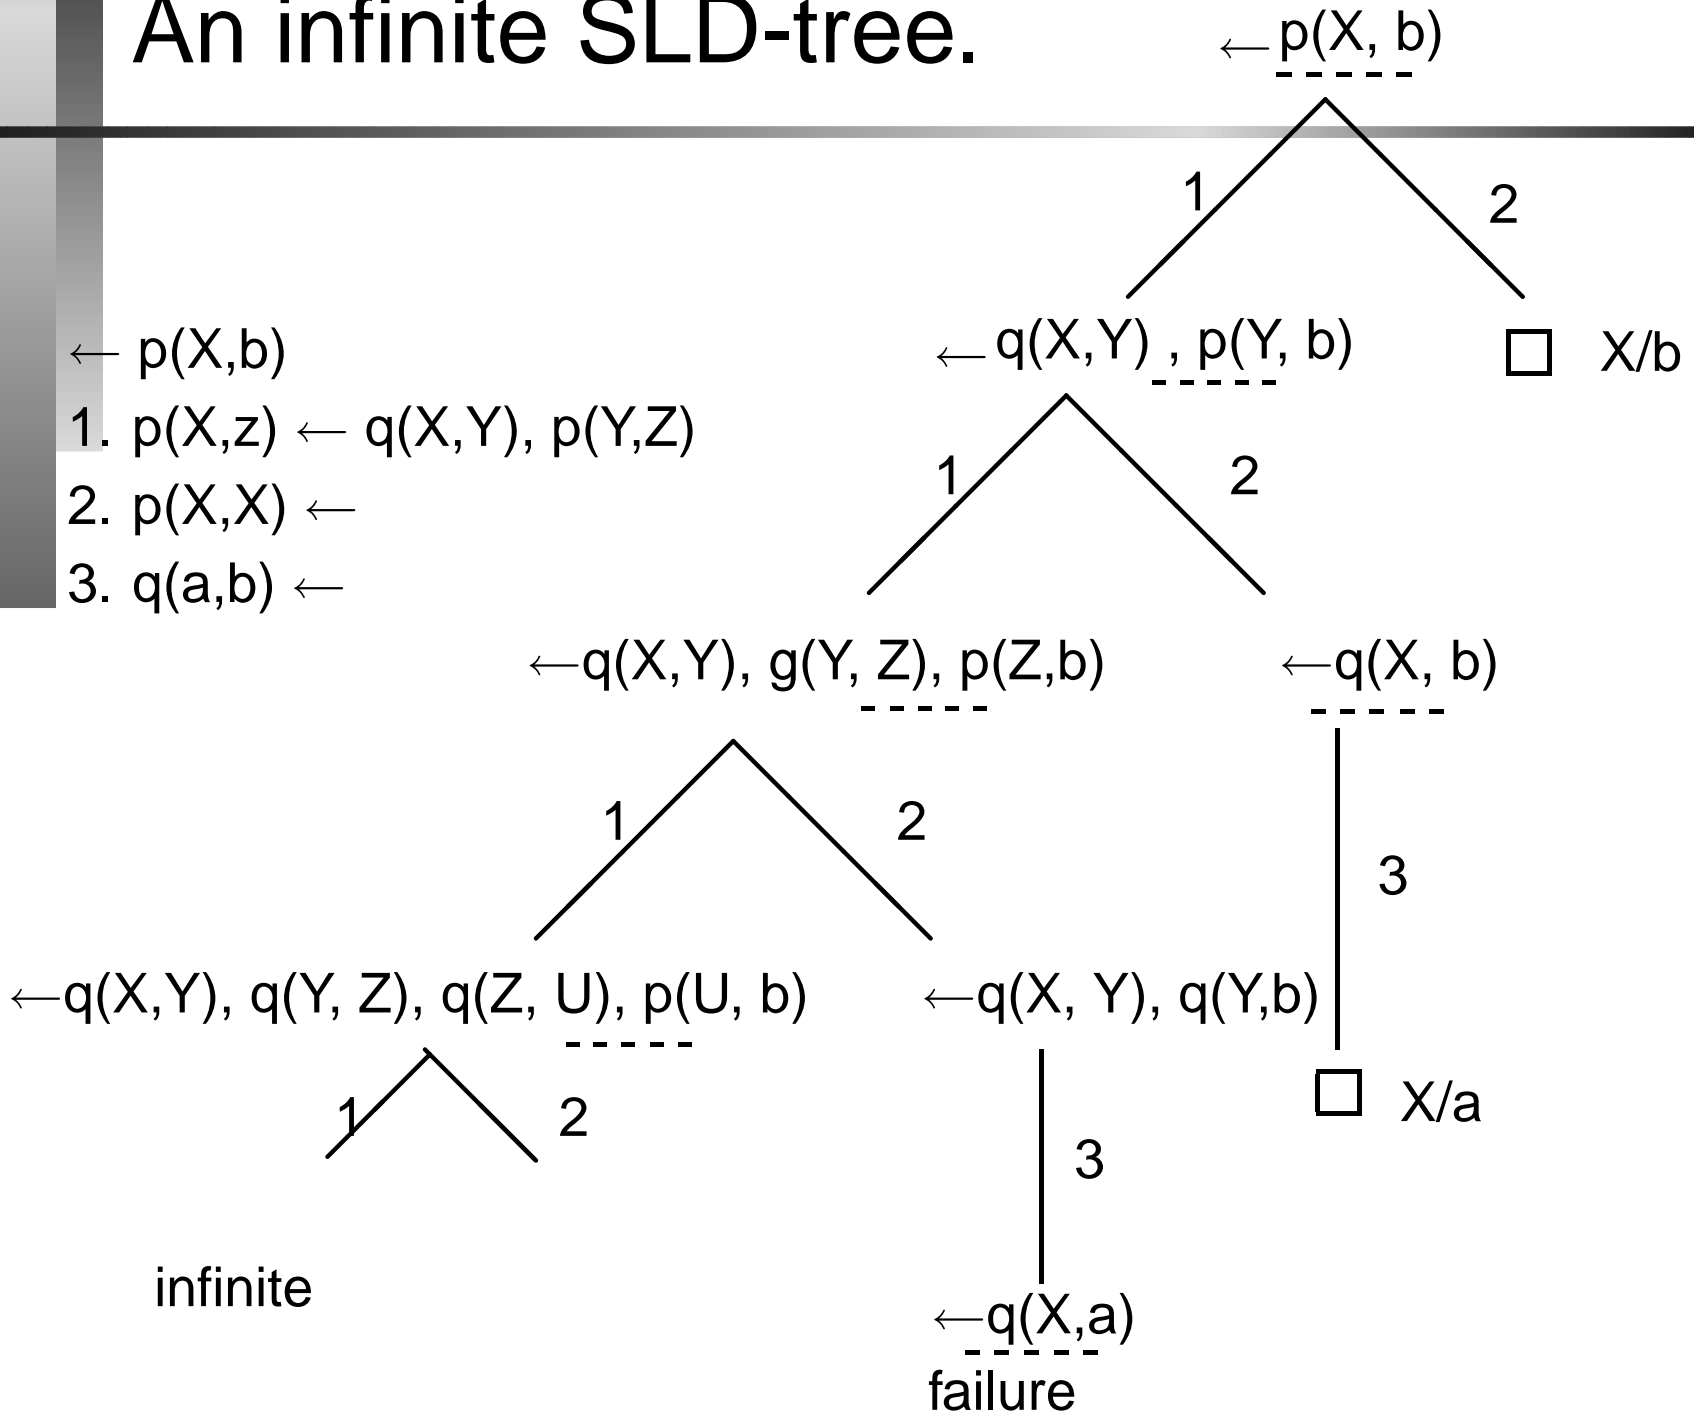 An infinite SLD-tree.
← p(X, b)
1 2
← p(X,b)
1. p(X,z) ← q(X,Y), p(Y,Z)
2. p(X,X) ←
3. q(a,b) ←
← q(X,Y) , p(Y, b)
X/b
1 2
←q(X,Y), g(Y, Z), p(Z,b)
←q(X, b)
1 2
3
←q(X,Y), q(Y, Z), q(Z, U), p(U, b)
←q(X, Y), q(Y,b)
X/a
1 2
3
infinite
←q(X,a)
failure